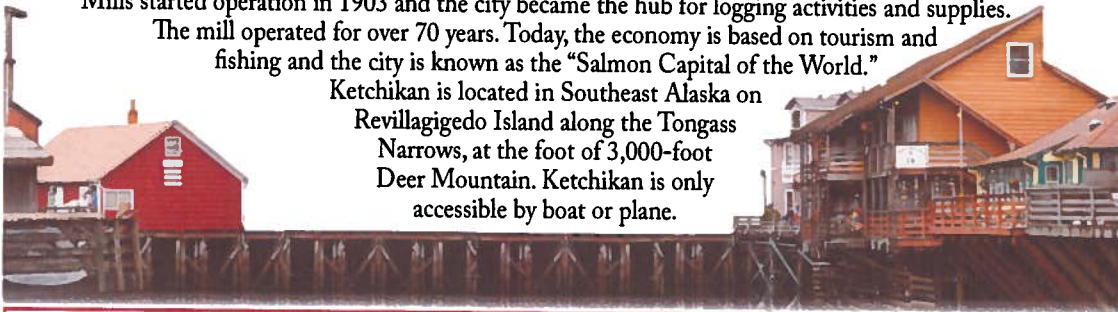 Mills started operation in 1903 and the city became the hub for logging activities and supplies.
The mill operated for over 70 years. Today, the economy is based on tourism and
fishing and the city is known as the “Salmon Capital of the World.”
Ketchikan is located in Southeast Alaska on
Revillagigedo Island along the Tongass
Narrows, at the foot of 3,000-foot
Deer Mountain. Ketchikan is only
accessible by boat or plane.